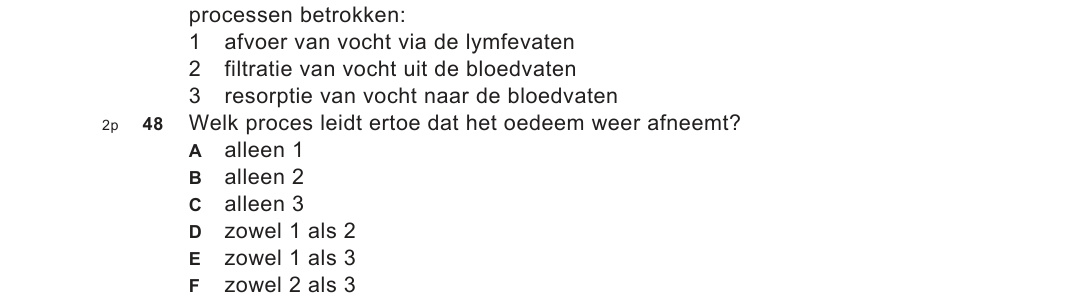 processen betrokken:
1 afvoer van vocht via de lymfevaten
2 filtratie van vocht uit de bloedvaten
3 resorptie van vocht naar de bloedvaten
2p 48 Welk proces leidt ertoe dat het oedeem weer afneemt?
A alleen 1
B alleen 2
C alleen 3
D zowel 1 als 2
E zowel 1 als 3
F zowel 2 als 3